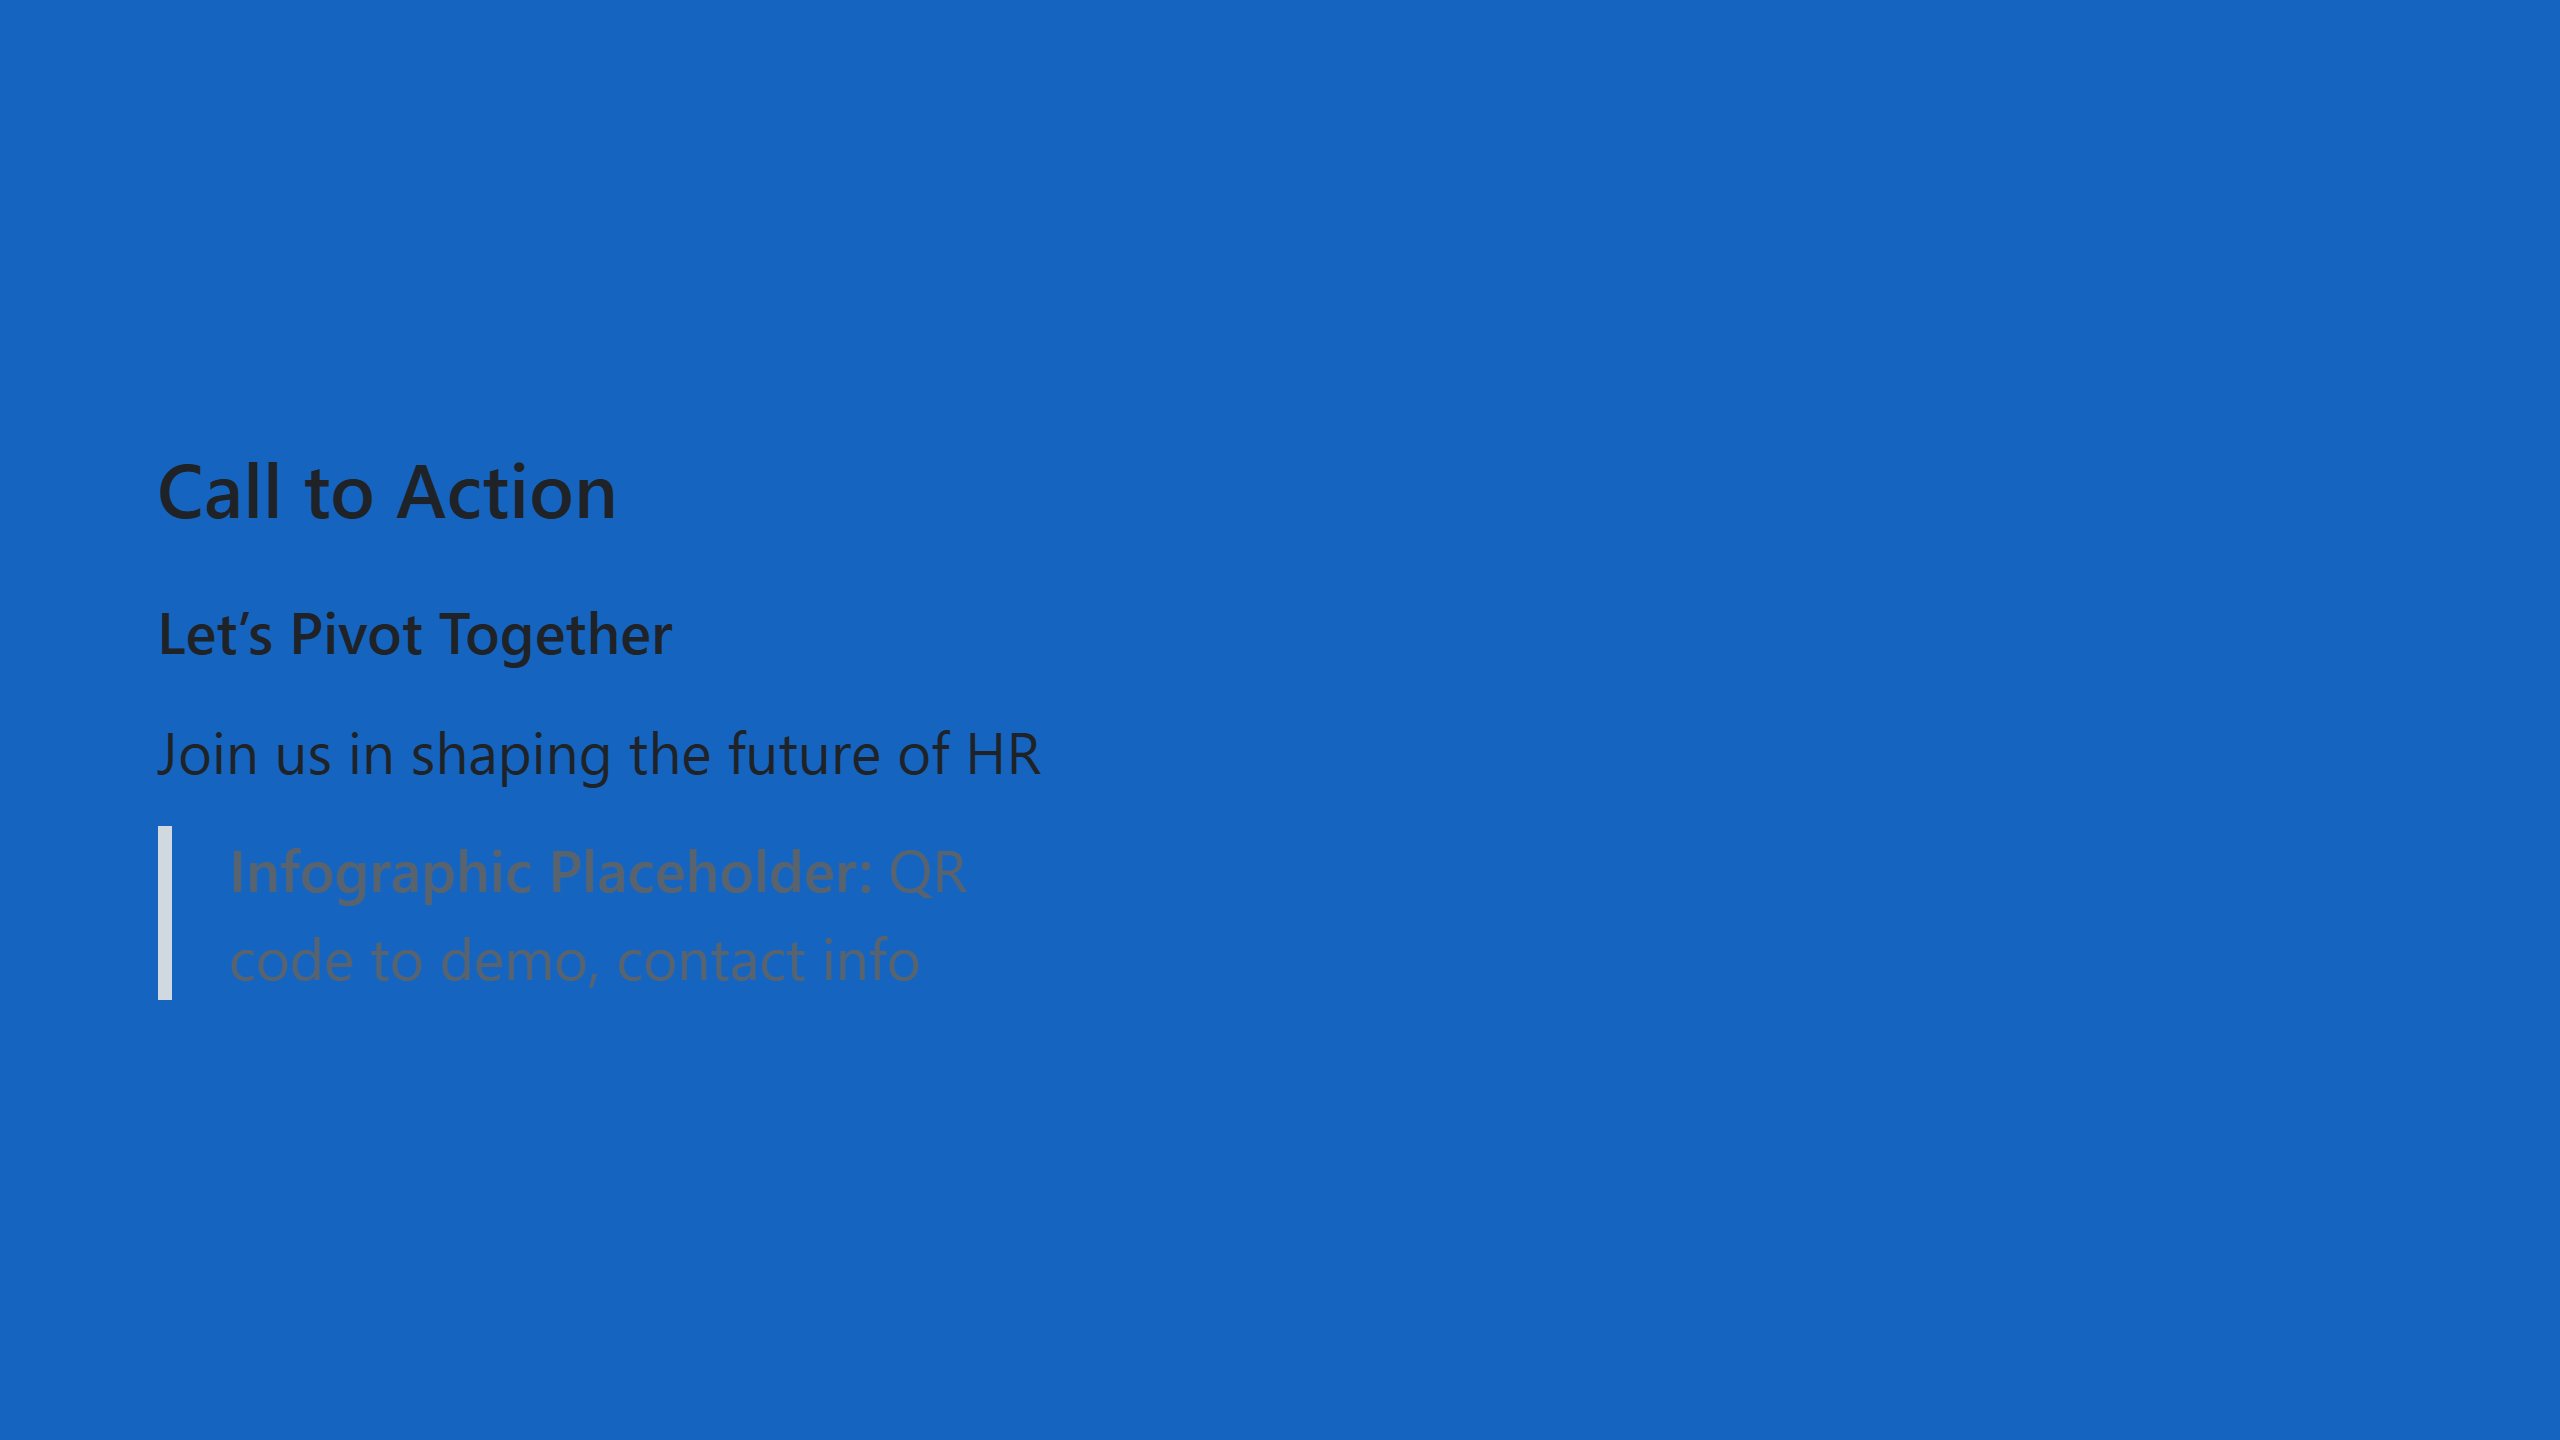 Call to Action
Let’s Pivot Together
Join us in shaping the future of HR
Infographic Placeholder: QR
code to demo, contact info